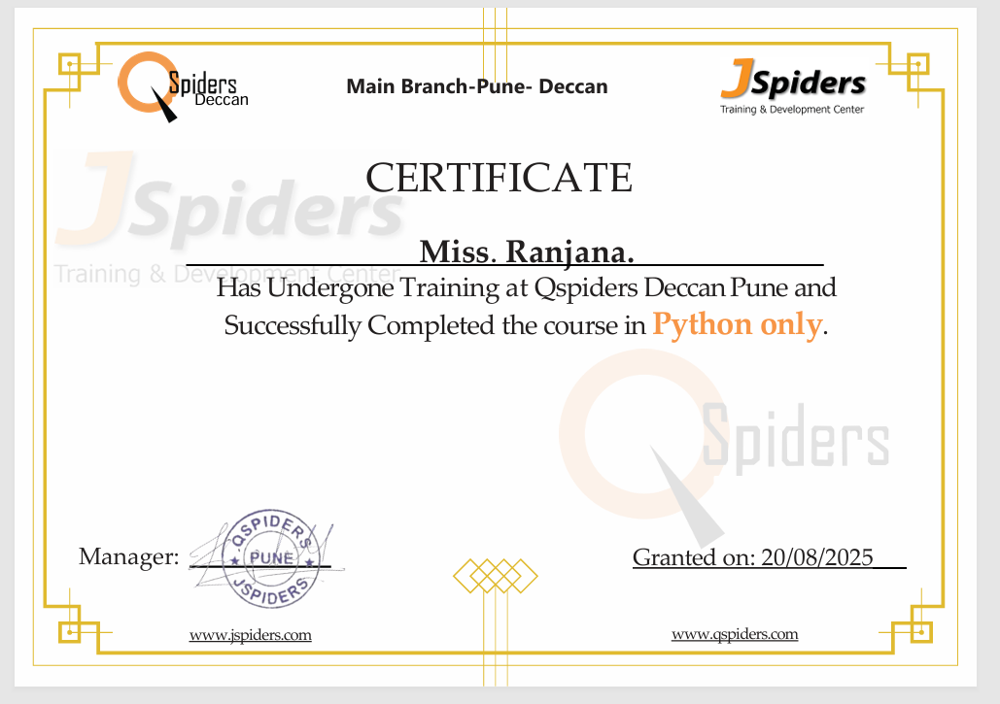 QSpiders
Deccan
Main Branch-Pune- Deccan
JSpiders
Training & Development Center
JSpiders
Training & Development Center
CERTIFICATE
Miss. Ranjana.
Has Undergone Training at Qspiders Deccan Pune and
Successfully Completed the course in Python only.
QSpiders
Manager:
QSPIDERS
PUNE
JSPIDERS
Granted on: 20/08/2025
www.jspiders.com
www.qspiders.com